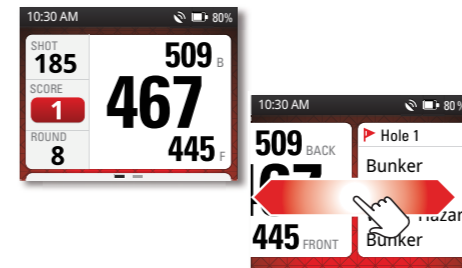 10:30 AM 80%
SHOT
185
509 B
SCORE
1
467
ROUND
8
445 F
10:30 AM 80%
509 BACK
Hole 1
Bunker
67
445 FRONT
Bunker